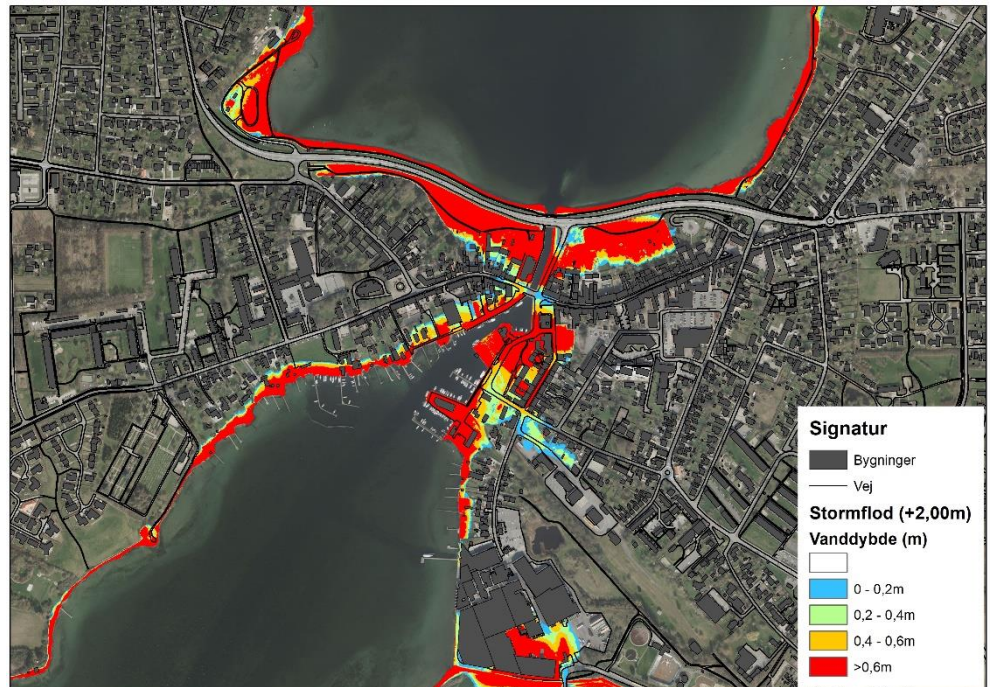 Signatur
Bygninger
Vej
Stormflod (+2,00m)
Vanddybde (m)
0 - 0,2m
0,2 - 0,4m
0,4 - 0,6m
>0,6m